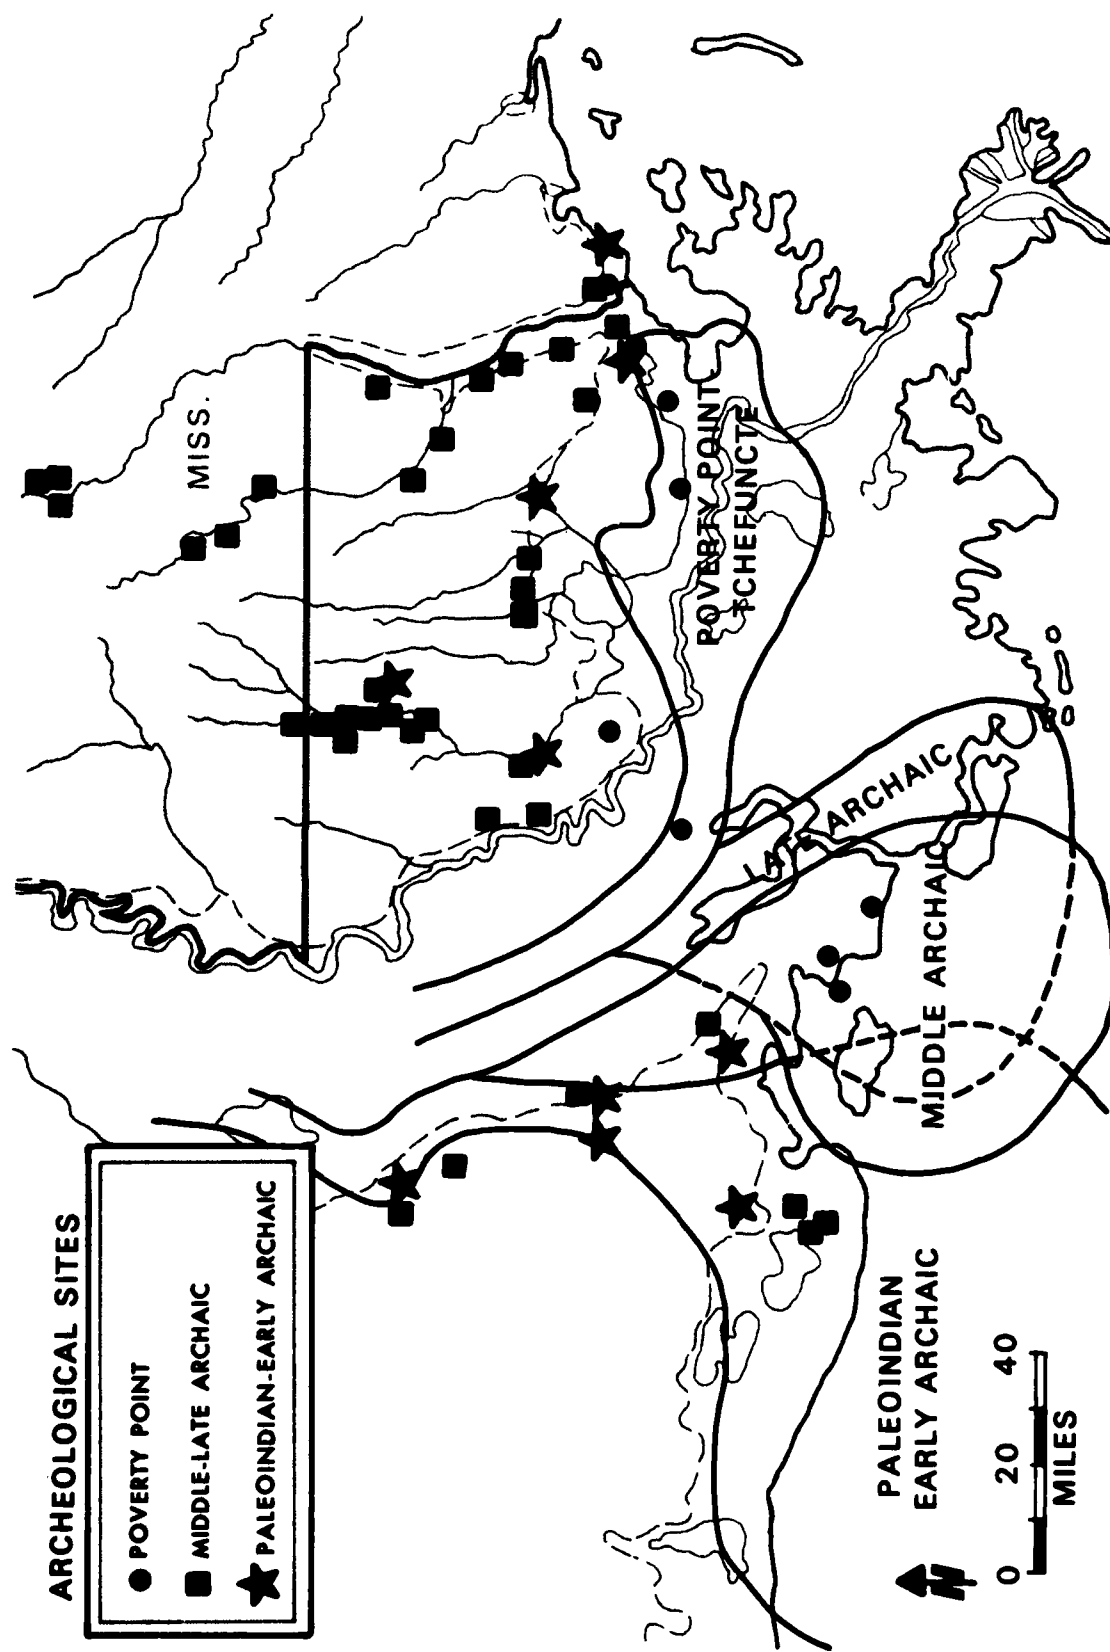 ARCHEOLOGICAL SITES
POVERTY POINT
MIDDLE-LATE ARCHAIC
PALEOINDIAN-EARLY ARCHAIC
MISS.
POVERTY POINT
TCHEFUNCTE
LATE ARCHAIC
MIDDLE ARCHAIC
PALEOINDIAN
EARLY ARCHAIC
N
0 20 40
MILES